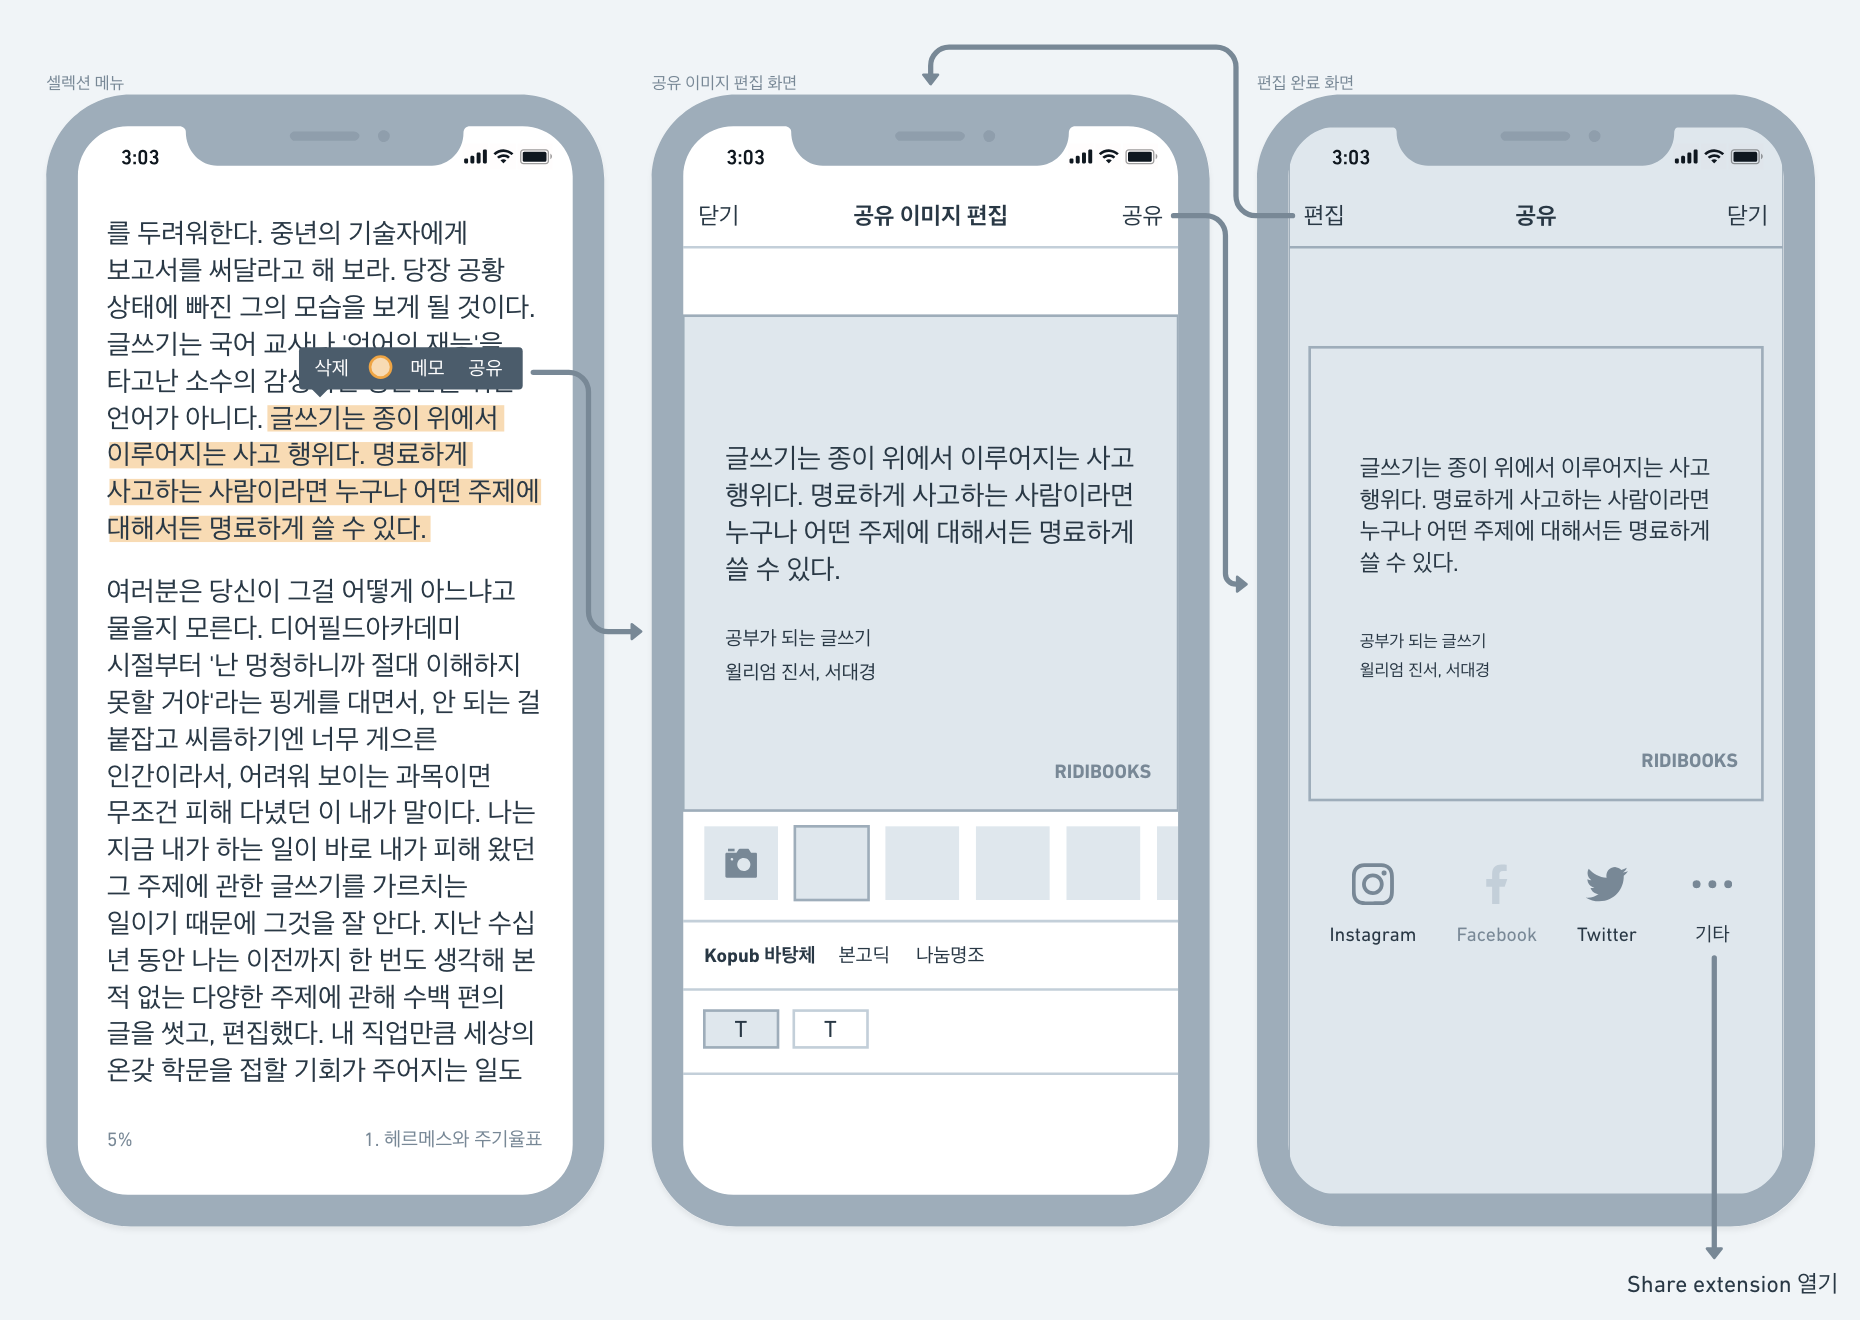 셀렉션 메뉴
3:03
를 두려워한다. 중년의 기술자에게
보고서를 써달라고 해 보라. 당장 공황
상태에 빠진 그의 모습을 보게 될 것이다.
글쓰기는 국어 교사나 '언어의 재능'을
삭제 메모 공유
타고난 소수의
언어가 아니다. 글쓰기는 종이 위에서
이루어지는 사고 행위다. 명료하게
사고하는 사람이라면 누구나 어떤 주제에
대해서든 명료하게 쓸 수 있다.
여러분은 당신이 그걸 어떻게 아느냐고
물을지 모른다. 디어필드아카데미
시절부터 '난 멍청하니까 절대 이해하지
못할 거야'라는 핑게를 대면서, 안 되는 걸
붙잡고 씨름하기엔 너무 게으른
인간이라서, 어려워 보이는 과목이면
무조건 피해 다녔던 이 내가 말이다. 나는
지금 내가 하는 일이 바로 내가 피해 왔던
그 주제에 관한 글쓰기를 가르치는
일이기 때문에 그것을 잘 안다. 지난 수십
년 동안 나는 이전까지 한 번도 생각해 본
적 없는 다양한 주제에 관해 수백 편의
글을 썻고, 편집했다. 내 직업만큼 세상의
온갖 학문을 접할 기회가 주어지는 일도
5% 1. 헤르메스와 주기율표
공유 이미지 편집 화면
3:03
닫기 공유 이미지 편집 공유
글쓰기는 종이 위에서 이루어지는 사고
행위다. 명료하게 사고하는 사람이라면
누구나 어떤 주제에 대해서든 명료하게
쓸 수 있다.
공부가 되는 글쓰기
윌리엄 진서, 서대경
RIDIBOOKS
Kopub 바탕체 본고딕 나눔명조
T T
편집 완료 화면
3:03
편집 공유 닫기
글쓰기는 종이 위에서 이루어지는 사고
행위다. 명료하게 사고하는 사람이라면
누구나 어떤 주제에 대해서든 명료하게
쓸 수 있다.
공부가 되는 글쓰기
윌리엄 진서, 서대경
RIDIBOOKS
Instagram Facebook Twitter 기타
Share extension 열기